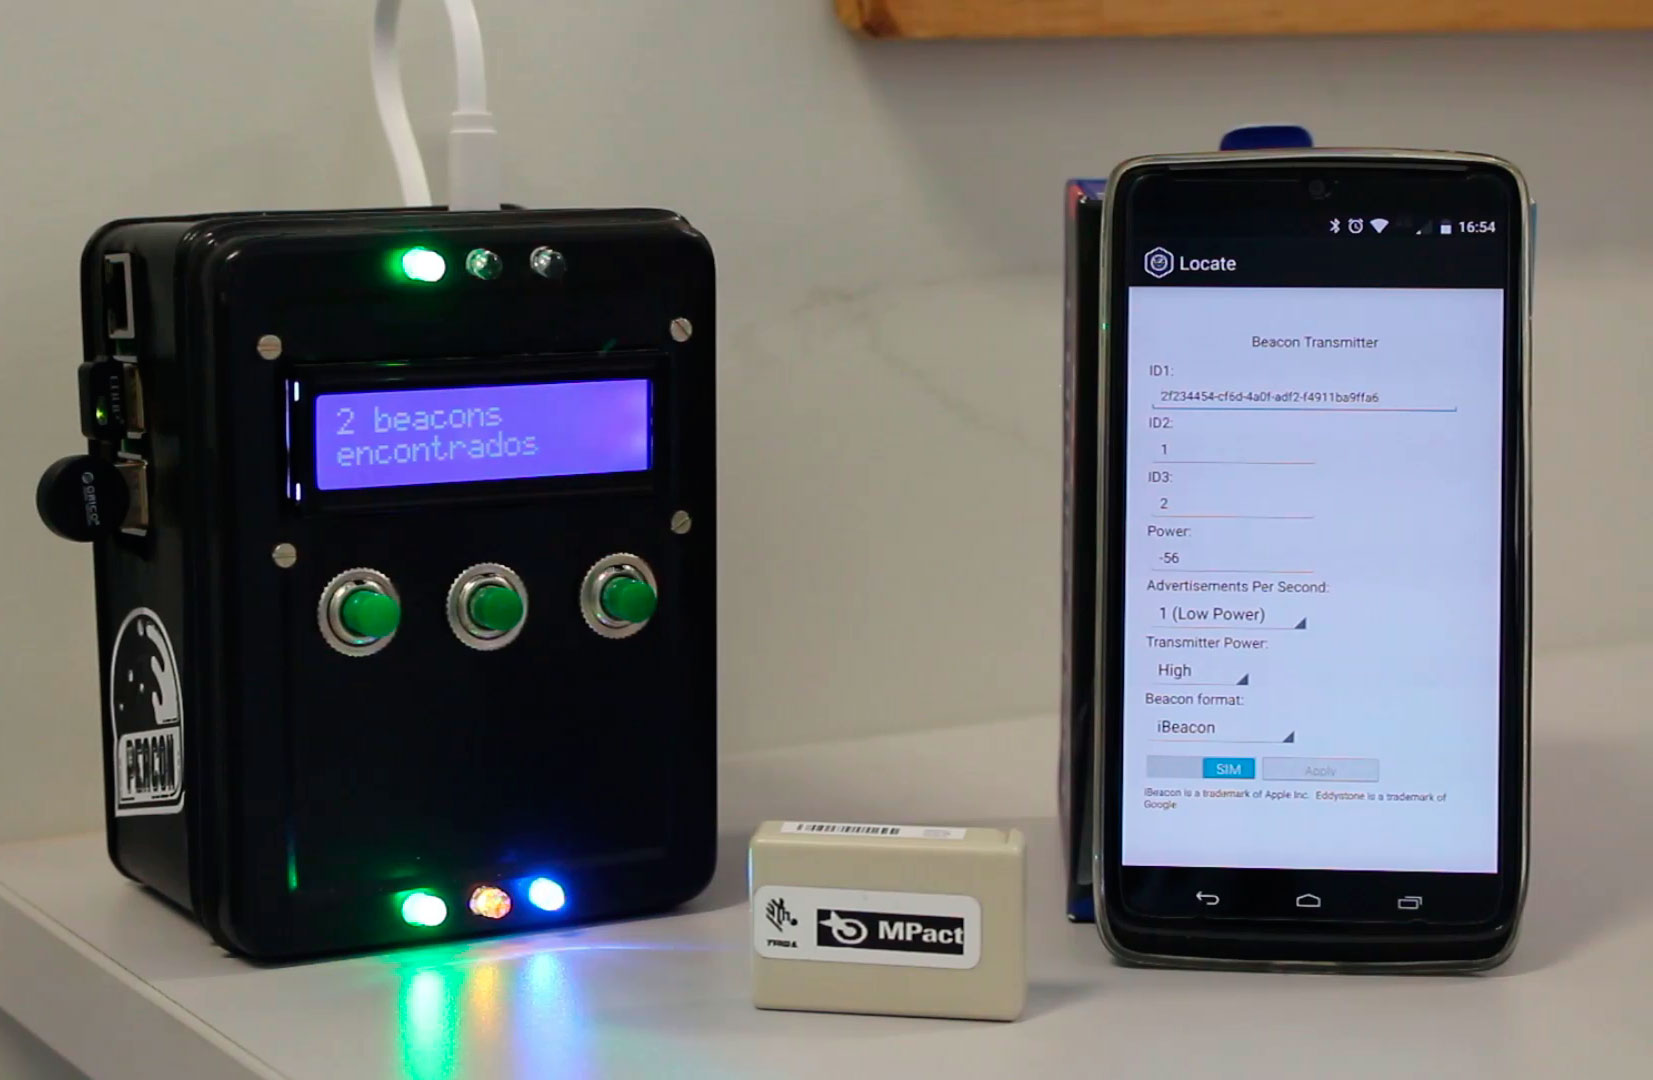 2 beacons
encontrados
ORICO
PEACON
MPact
16:54
Locate
Beacon Transmitter
ID1:
2f234454-cf6d-4a0f-adf2-f4911ba9ffa6
ID2:
1
ID3:
2
Power:
-56
Advertisements Per Second:
1 (Low Power)
Transmitter Power:
High
Beacon format:
iBeacon
SIM
Apply
iBeacon is a trademark of Apple Inc. Eddystone is a trademark of
Google